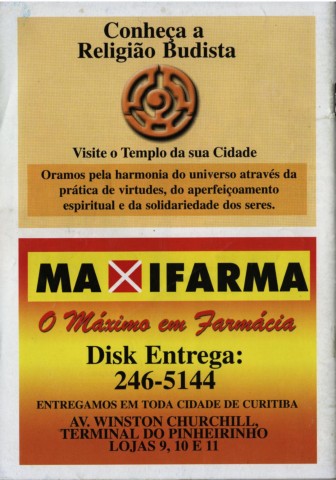 Conheça a
Religião Budista
Visite o Templo da sua Cidade
Oramos pela harmonia do universo através da
prática de virtudes, do aperfeiçoamento
espiritual e da solidariedade dos seres.
MAXIFARMA
O Máximo em Farmácia
Disk Entrega:
246-5144
ENTREGAMOS EM TODA CIDADE DE CURITIBA
AV. WINSTON CHURCHILL,
TERMINAL DO PINHEIRINHO
LOJAS 9, 10 E 11